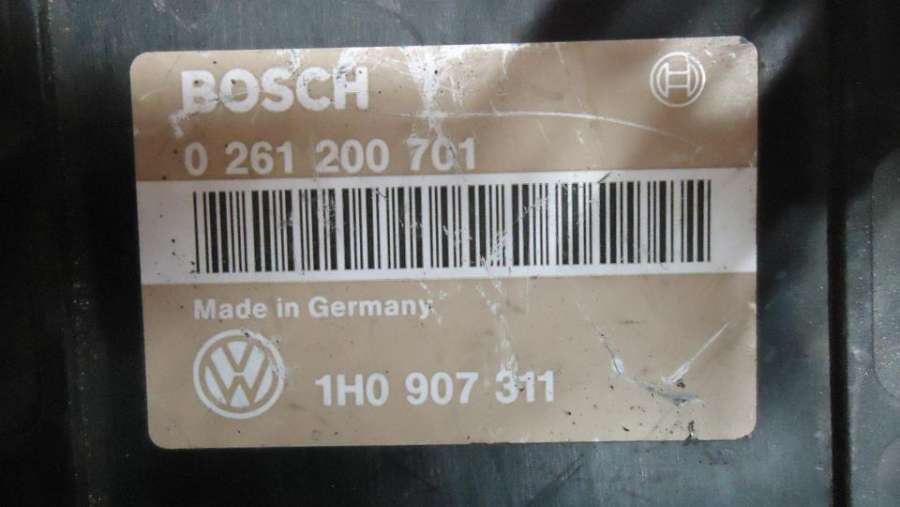 BOSCH
0 261 200 701
Made in Germany
1H0 907 311